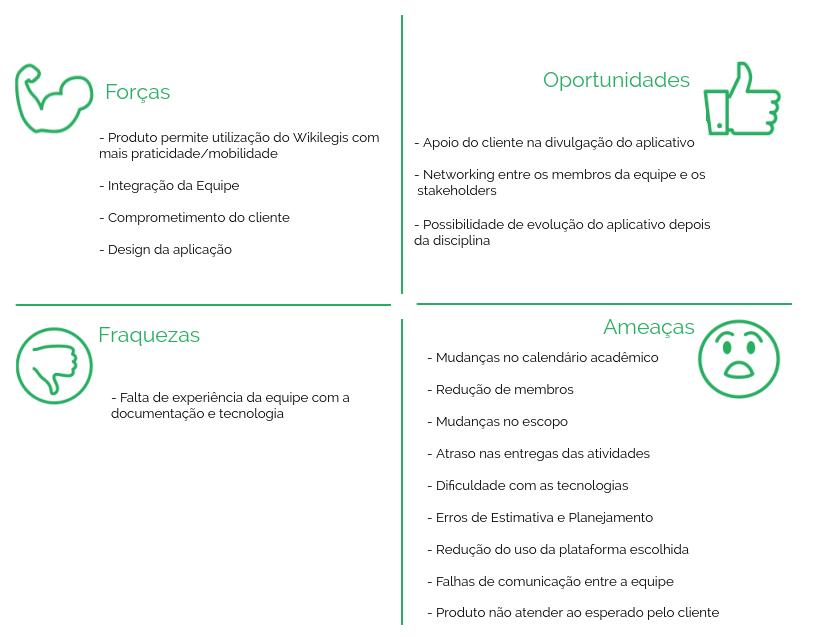 Forças
- Produto permite utilização do Wikilegis com
mais praticidade/mobilidade
- Integração da Equipe
- Comprometimento do cliente
- Design da aplicação
Oportunidades
- Apoio do cliente na divulgação do aplicativo
- Networking entre os membros da equipe e os
stakeholders
- Possibilidade de evolução do aplicativo depois
da disciplina
Fraquezas
- Falta de experiência da equipe com a
documentação e tecnologia
Ameaças
- Mudanças no calendário acadêmico
- Redução de membros
- Mudanças no escopo
- Atraso nas entregas das atividades
- Dificuldade com as tecnologias
- Erros de Estimativa e Planejamento
- Redução do uso da plataforma escolhida
- Falhas de comunicação entre a equipe
- Produto não atender ao esperado pelo cliente